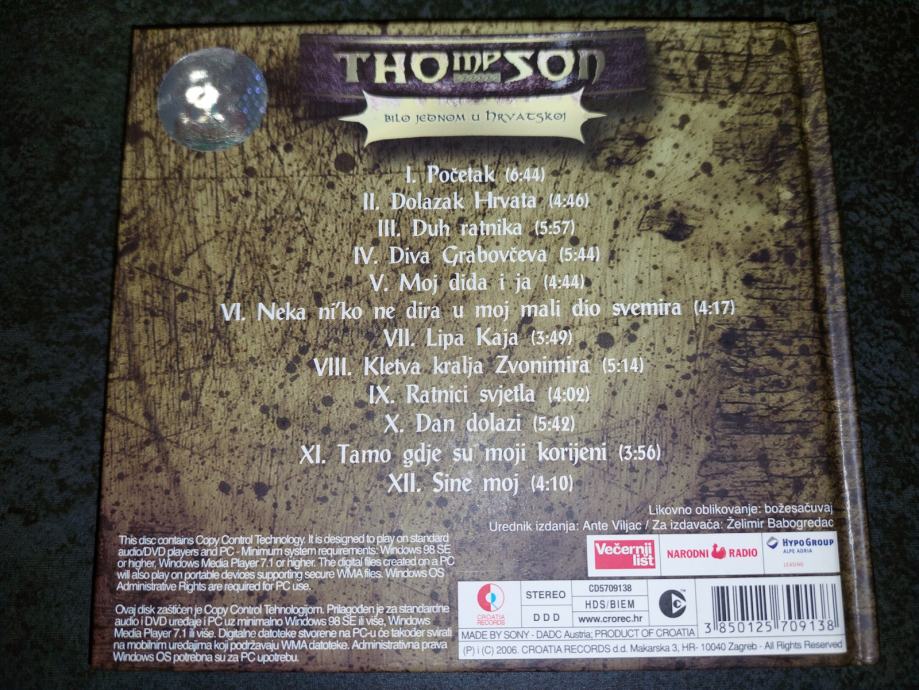 THOMPSON
BILO JEDNOM U HRVATSKOJ
I. Početak (6:44)
II. Dolazak Hrvata (4:46)
III. Duh ratnika (5:57)
IV. Diva Grabovčeva (5:44)
V. Moj dida i ja (4:44)
VI. Neka ni'ko ne dira u moj mali dio svemira (4:17)
VII. Lipa Kaja (3:49)
VIII. Kletva kralja Zvonimira (5:14)
IX. Ratnici svjetla (4:02)
X. Dan dolazi (5:42)
XI. Tamo gdje su moji korijeni (3:56)
XII. Sine moj (4:10)
Likovno oblikovanje: božesačuvaj
Urednik izdanja: Ante Viljac / Za izdavača: Želimir Babogredac
This disc contains Copy Control Technology. It is designed to play on standard
audio/DVD players and PC - Minimum system requirements: Windows 98 SE
or higher, Windows Media Player 7.1 or higher. The digital files created on a PC
will also play on portable devices supporting secure WMA files. Windows OS
Administrative Rights are required for PC use.
Ovaj disk zaštićen je Copy Control Tehnologijom. Prilagođen je za standardne
audio i DVD uređaje i PC uz minimalno Windows 98 SE ili više, Windows
Media Player 7.1 ili više. Digitalne datoteke stvorene na PC-u će također svirati
na mobilnim uređajima koji podržavaju WMA datoteke. Administrativna prava
Windows OS potrebna su za PC upotrebu.
Večernji
list
NARODNI RADIO
HYPO GROUP
ALPE ADRIA
LEASING
CROATIA
RECORDS
STEREO
DDD
CD5709138
HDS/BIEM
www.crorec.hr
3 850125 709138
MADE BY SONY - DADC Austria; PRODUCT OF CROATIA
(P) i (C) 2006. CROATIA RECORDS d.d. Makarska 3, HR- 10040 Zagreb - All Rights Reserved